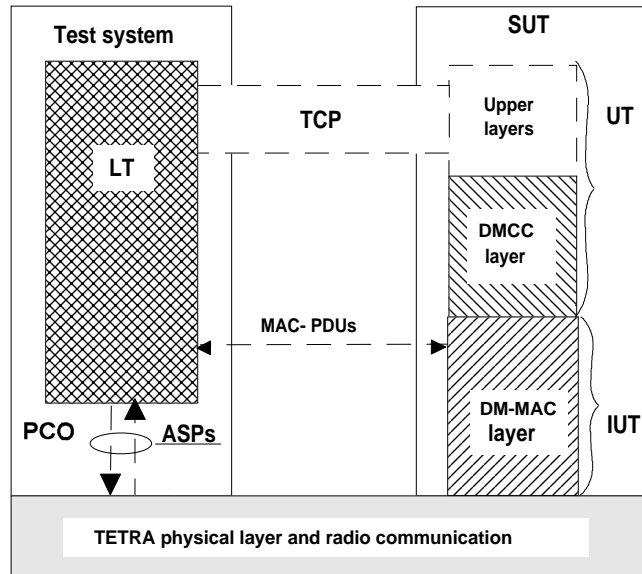 Test system
SUT
LT
TCP
Upper
layers
UT
DMCC
layer
MAC- PDUs
DM-MAC
layer
IUT
PCO
ASPs
TETRA physical layer and radio communication